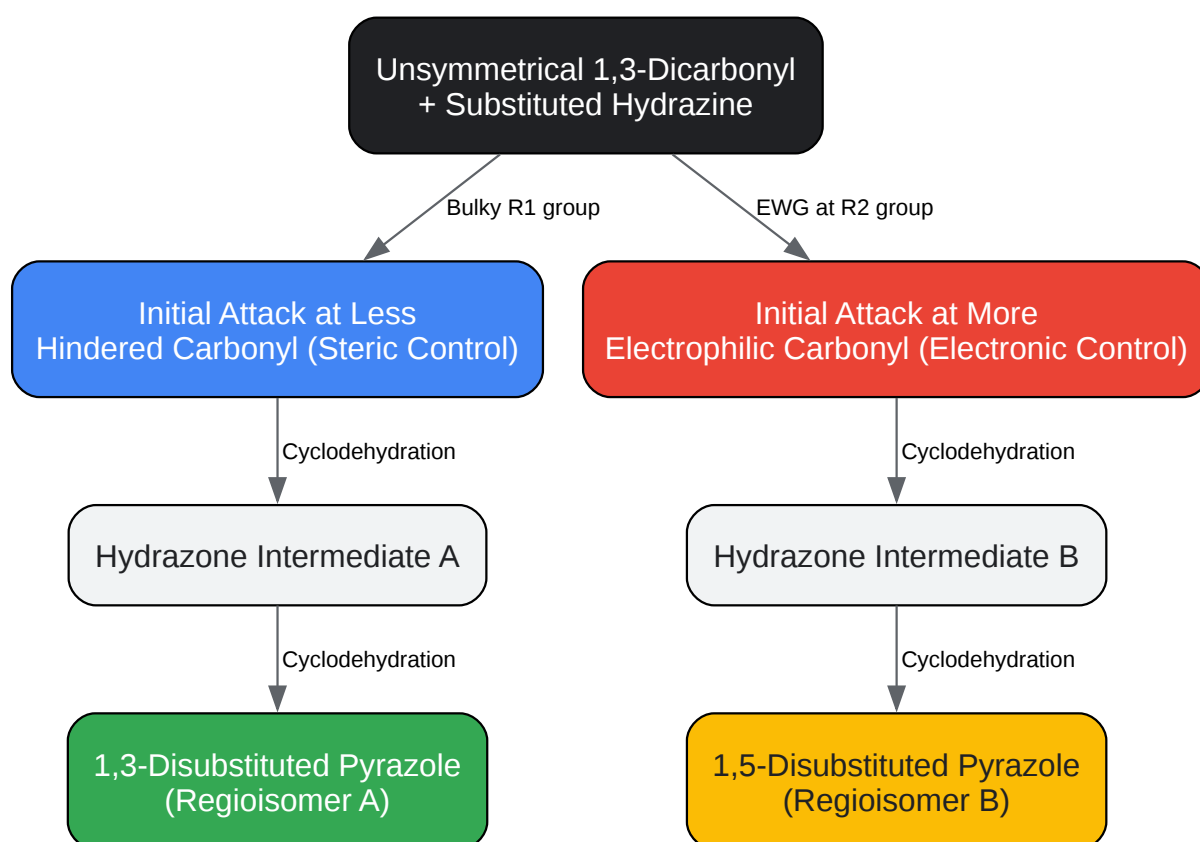 Unsymmetrical 1,3-Dicarbonyl
+ Substituted Hydrazine
Bulky R1 group
EWG at R2 group
Initial Attack at Less
Hindered Carbonyl (Steric Control)
Initial Attack at More
Electrophilic Carbonyl (Electronic Control)
Cyclodehydration
Cyclodehydration
Hydrazone Intermediate A
Hydrazone Intermediate B
Cyclodehydration
Cyclodehydration
1,3-Disubstituted Pyrazole
(Regioisomer A)
1,5-Disubstituted Pyrazole
(Regioisomer B)